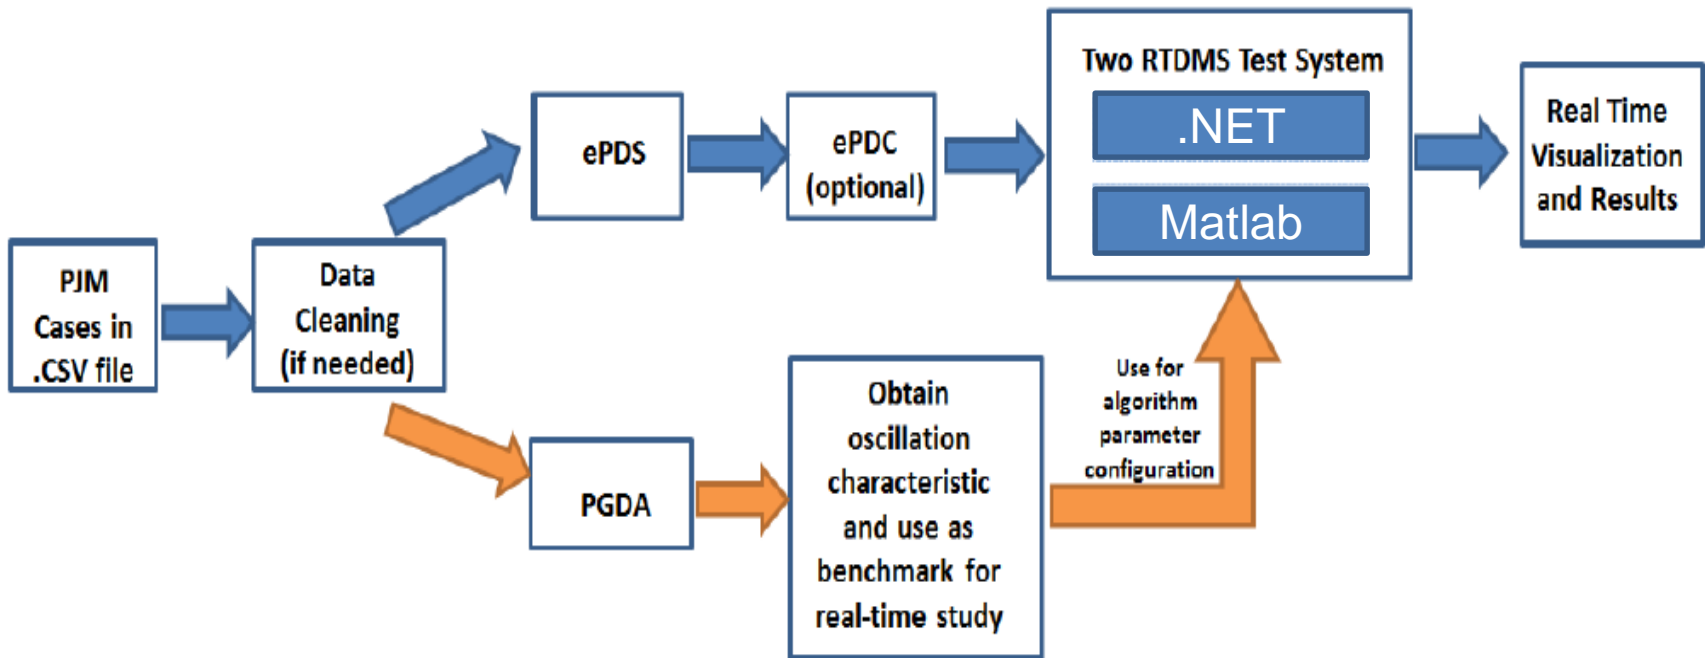 PJM
Cases in
.CSV file
Data
Cleaning
(if needed)
ePDS
ePDC
(optional)
Two RTDMS Test System
.NET
Matlab
Real Time
Visualization
and Results
PGDA
Obtain
oscillation
characteristic
and use as
benchmark for
real-time study
Use for
algorithm
parameter
configuration